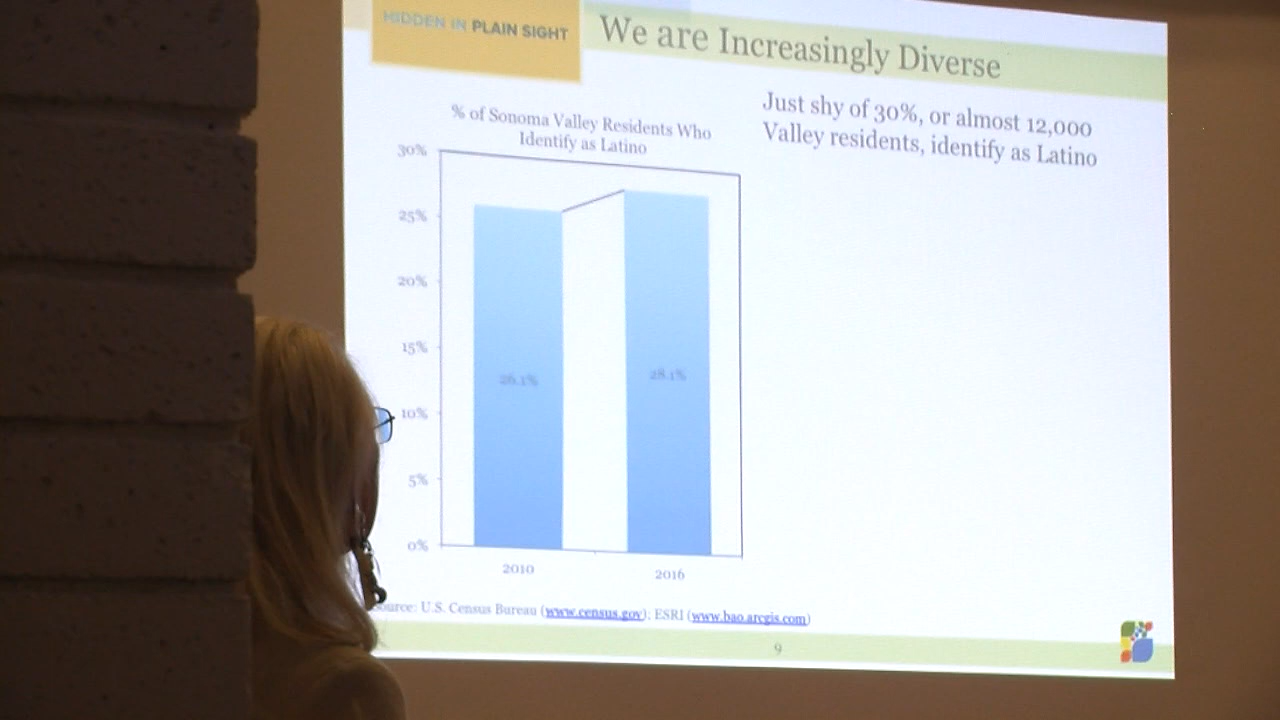 HIDDEN IN PLAIN SIGHT
We are Increasingly Diverse
Just shy of 30%, or almost 12,000
Valley residents, identify as Latino
% of Sonoma Valley Residents Who
Identify as Latino
30%
25%
20%
15%
10%
5%
0%
26.1%
28.1%
2010
2016
ource: U.S. Census Bureau (www.census.gov); ESRI (www.bao.arcgis.com)
9